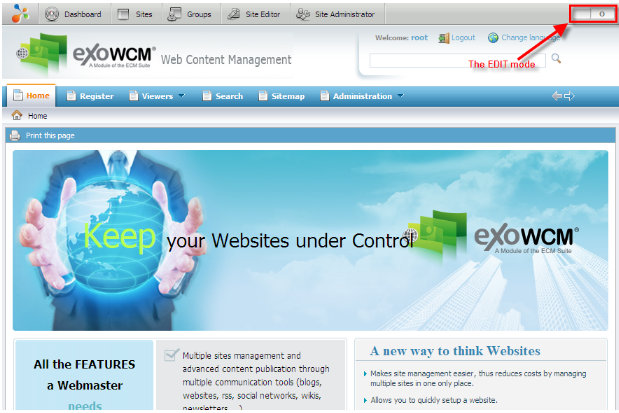 Dashboard Sites Groups Site Editor Site Administrator O
Welcome: root Logout Change language
eXoWCM® Web Content Management
A Module of the ECM Suite
The EDIT mode
Home Register Viewers Search Sitemap Administration
Home
Print this page
Keep your Websites under Control
eXoWCM®
A Module of the ECM Suite
All the FEATURES
a Webmaster
needs
Multiple sites management and
advanced content publication through
multiple communication tools (blogs,
websites, rss, social networks, wikis,
newsletters...)
A new way to think Websites
Makes site management easier, thus reduces costs by managing
multiple sites in one only place.
Allows you to quickly setup a website.